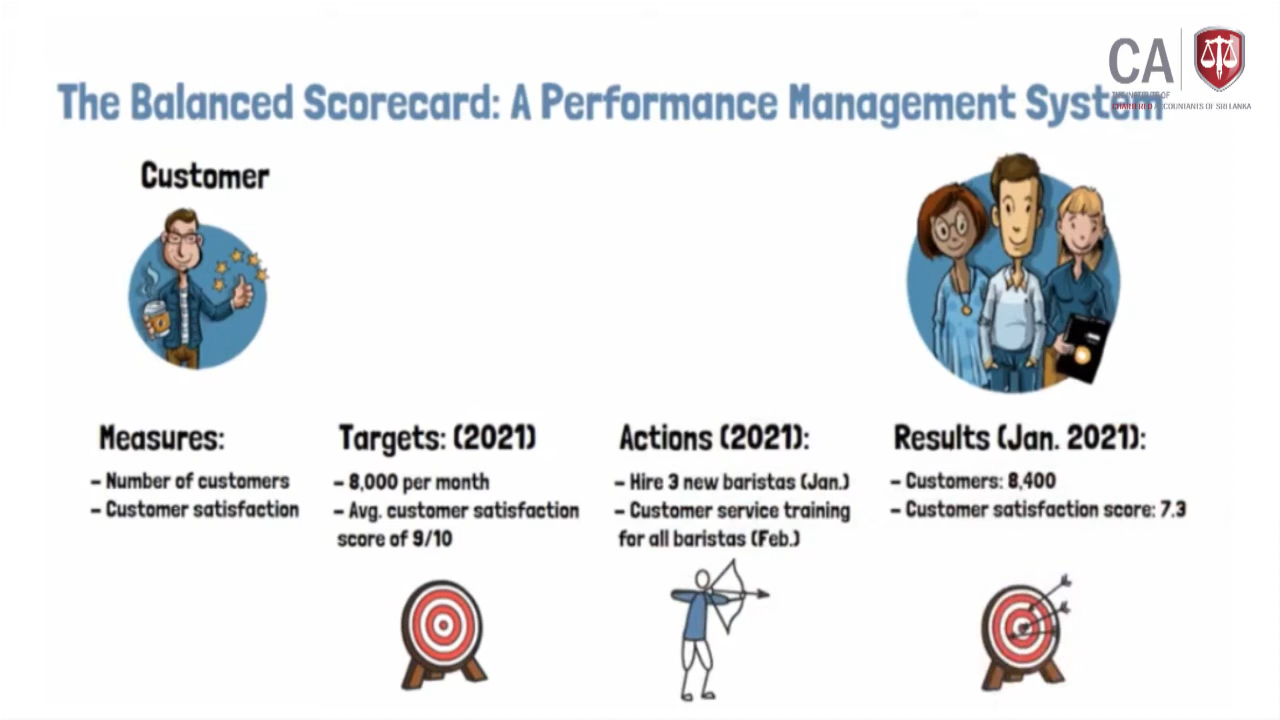 CA
THE INSTITUTE OF
CHARTERED ACCOUNTANTS OF SRI LANKA
The Balanced Scorecard: A Performance Management System
Customer
Measures:
– Number of customers
– Customer satisfaction
Targets: (2021)
– 8,000 per month
– Avg. customer satisfaction
score of 9/10
Actions (2021):
– Hire 3 new baristas (Jan.)
– Customer service training
for all baristas (Feb.)
Results (Jan. 2021):
– Customers: 8,400
– Customer satisfaction score: 7.3